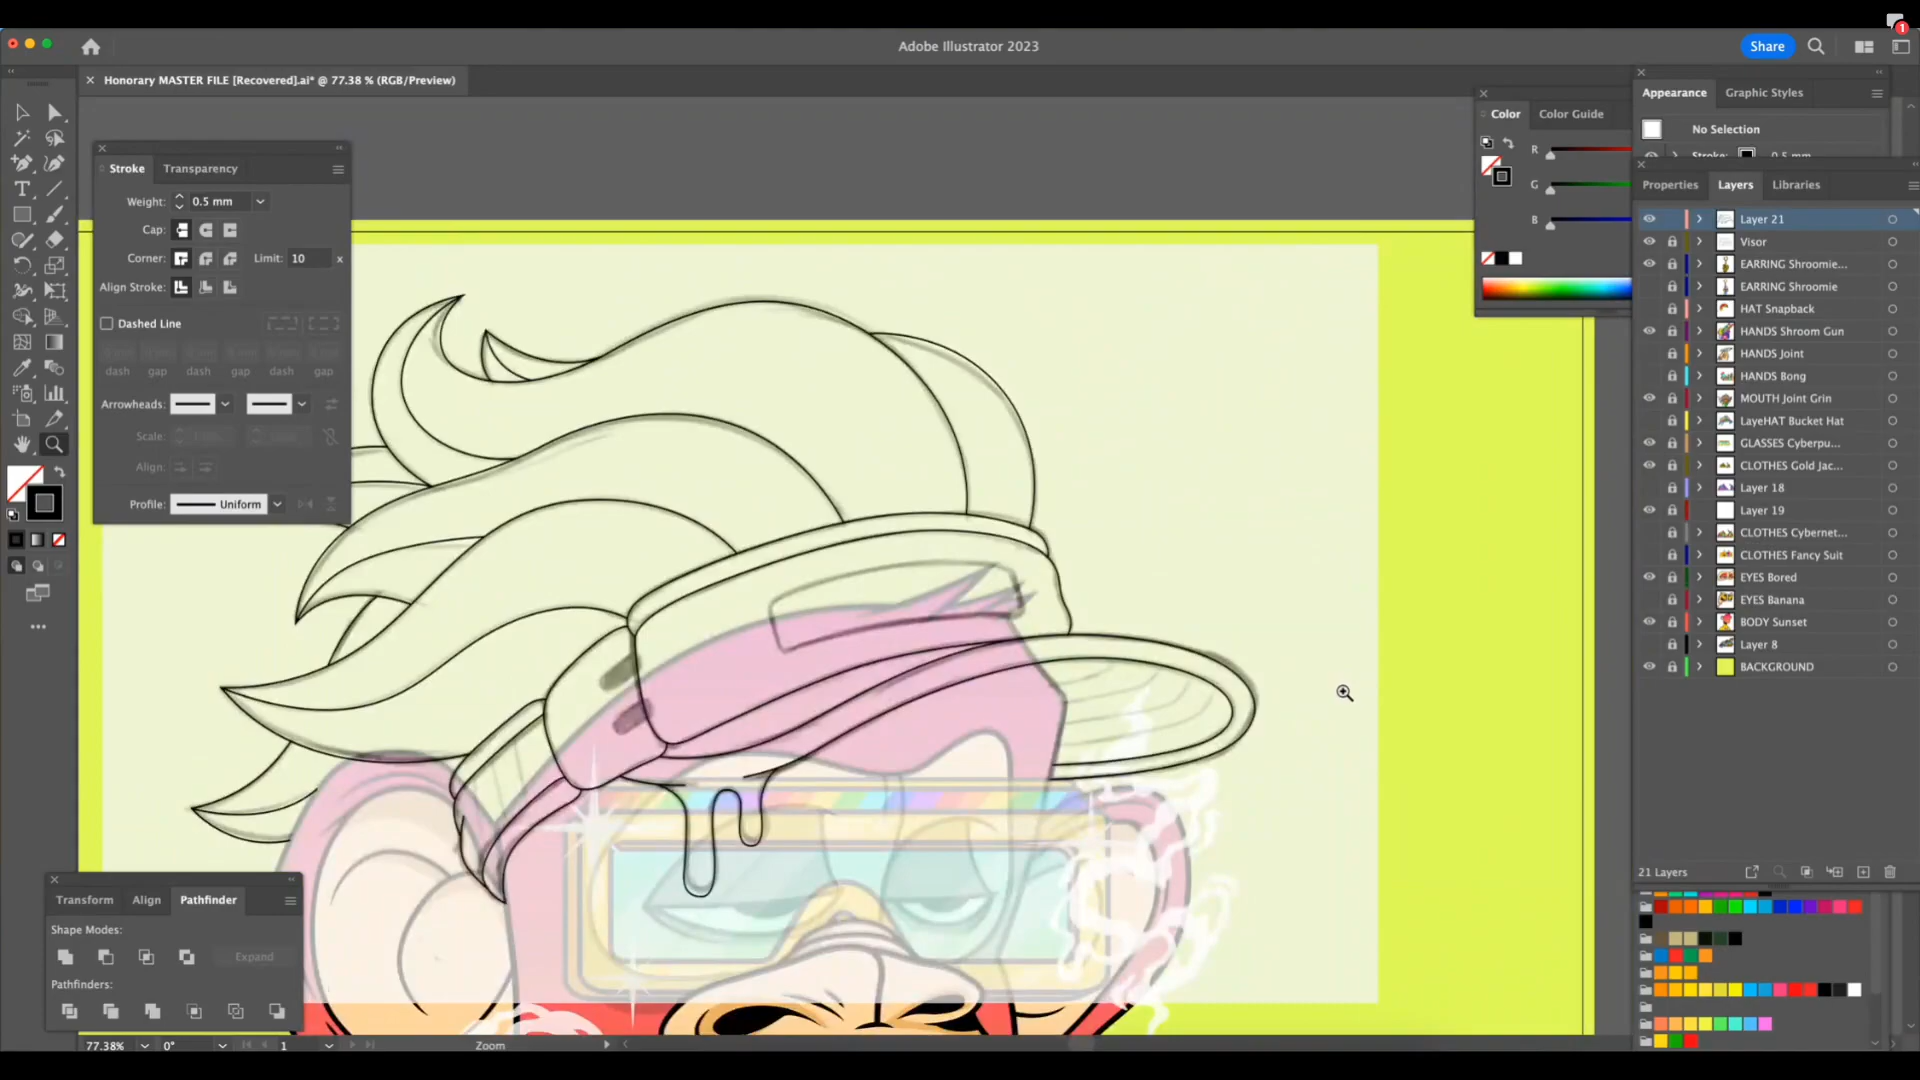 1
Adobe Illustrator 2023
Share
Honorary MASTER FILE [Recovered].ai* @ 77.38 % (RGB/Preview)
Appearance
Graphic Styles
Color
Color Guide
No Selection
R
G
B
Stroke
Transparency
Weight:
0.5 mm
Cap:
Corner:
Limit:
10
x
Align Stroke:
Dashed Line
dash
gap
dash
gap
dash
gap
Arrowheads:
Scale:
Align:
Profile:
Uniform
Properties
Layers
Libraries
Layer 21
Visor
EARRING Shroomie...
EARRING Shroomie
HAT Snapback
HANDS Shroom Gun
HANDS Joint
HANDS Bong
MOUTH Joint Grin
LayeHAT Bucket Hat
GLASSES Cyberpu...
CLOTHES Gold Jac...
Layer 18
Layer 19
CLOTHES Cybernet...
CLOTHES Fancy Suit
EYES Bored
EYES Banana
BODY Sunset
Layer 8
BACKGROUND
21 Layers
Transform
Align
Pathfinder
Shape Modes:
Expand
Pathfinders:
77.38%
0°
1
Zoom